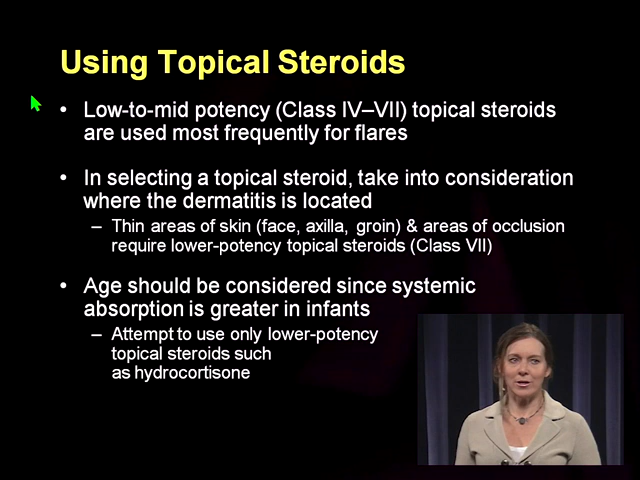 Using Topical Steroids
• Low-to-mid potency (Class IV–VII) topical steroids
are used most frequently for flares
• In selecting a topical steroid, take into consideration
where the dermatitis is located
– Thin areas of skin (face, axilla, groin) & areas of occlusion
require lower-potency topical steroids (Class VII)
• Age should be considered since systemic
absorption is greater in infants
– Attempt to use only lower-potency
topical steroids such
as hydrocortisone